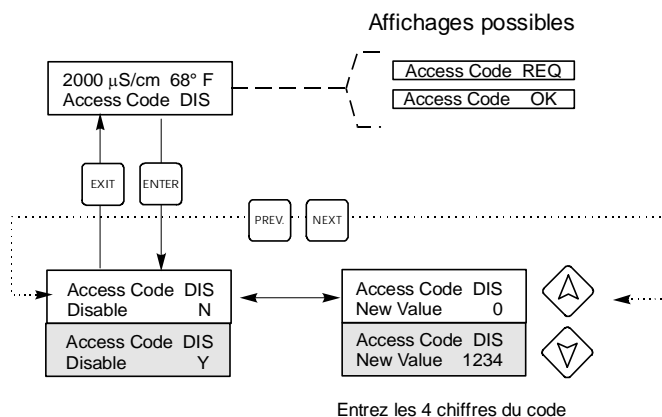 Affichages possibles
2000 µS/cm 68° F
Access Code DIS
Access Code REQ
Access Code OK
EXIT
ENTER
PREV.
NEXT
Access Code DIS
Disable N
Access Code DIS
Disable Y
Access Code DIS
New Value 0
Access Code DIS
New Value 1234
Entrez les 4 chiffres du code